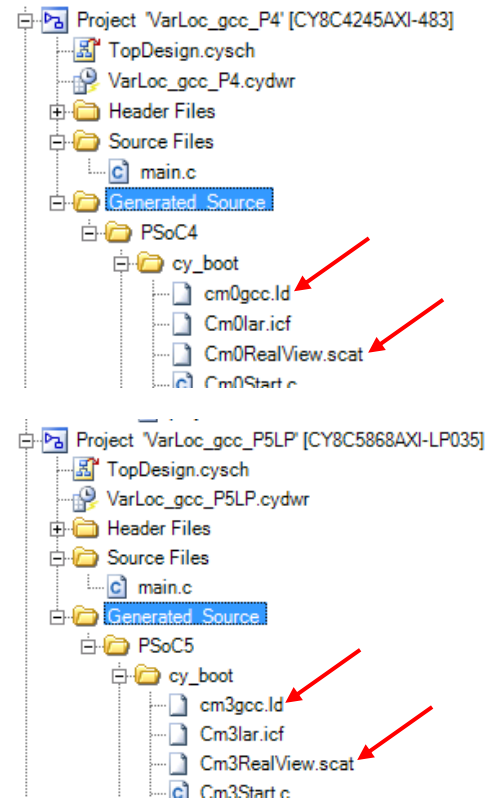 Project 'VarLoc_gcc_P4' [CY8C4245AXI-483]
TopDesign.cysch
VarLoc_gcc_P4.cydwr
Header Files
Source Files
main.c
Generated_Source
PSoC4
cy_boot
cm0gcc.ld
Cm0Iar.icf
Cm0RealView.scat
Cm0Start.c
Project 'VarLoc_gcc_P5LP' [CY8C5868AXI-LP035]
TopDesign.cysch
VarLoc_gcc_P5LP.cydwr
Header Files
Source Files
main.c
Generated_Source
PSoC5
cy_boot
cm3gcc.ld
Cm3Iar.icf
Cm3RealView.scat
Cm3Start.c